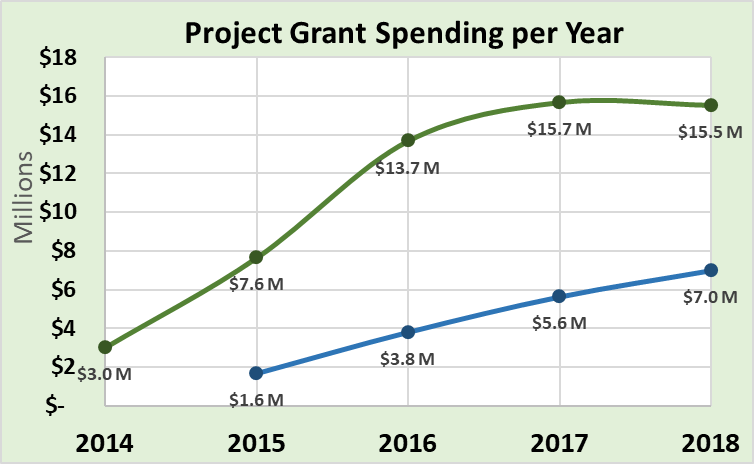 Project Grant Spending per Year
$18
$16
$14
$12
$10
$8
$6
$4
$2
$-
Millions
$3.0 M
$7.6 M
$13.7 M
$15.7 M
$15.5 M
$1.6 M
$3.8 M
$5.6 M
$7.0 M
2014 2015 2016 2017 2018